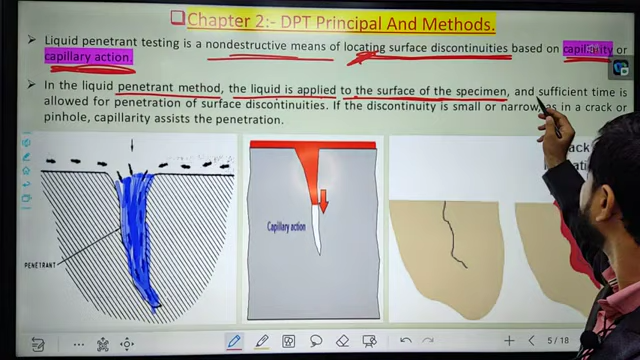 ❑Chapter 2:- DPT Principal And Methods.
➢ Liquid penetrant testing is a nondestructive means of locating surface discontinuities based on capillarity or
capillary action.
➢ In the liquid penetrant method, the liquid is applied to the surface of the specimen, and sufficient time is
allowed for penetration of surface discontinuities. If the discontinuity is small or narrow, as in a crack or
pinhole, capillarity assists the penetration.
ack
Capillary action
PENETRANT
5 / 18